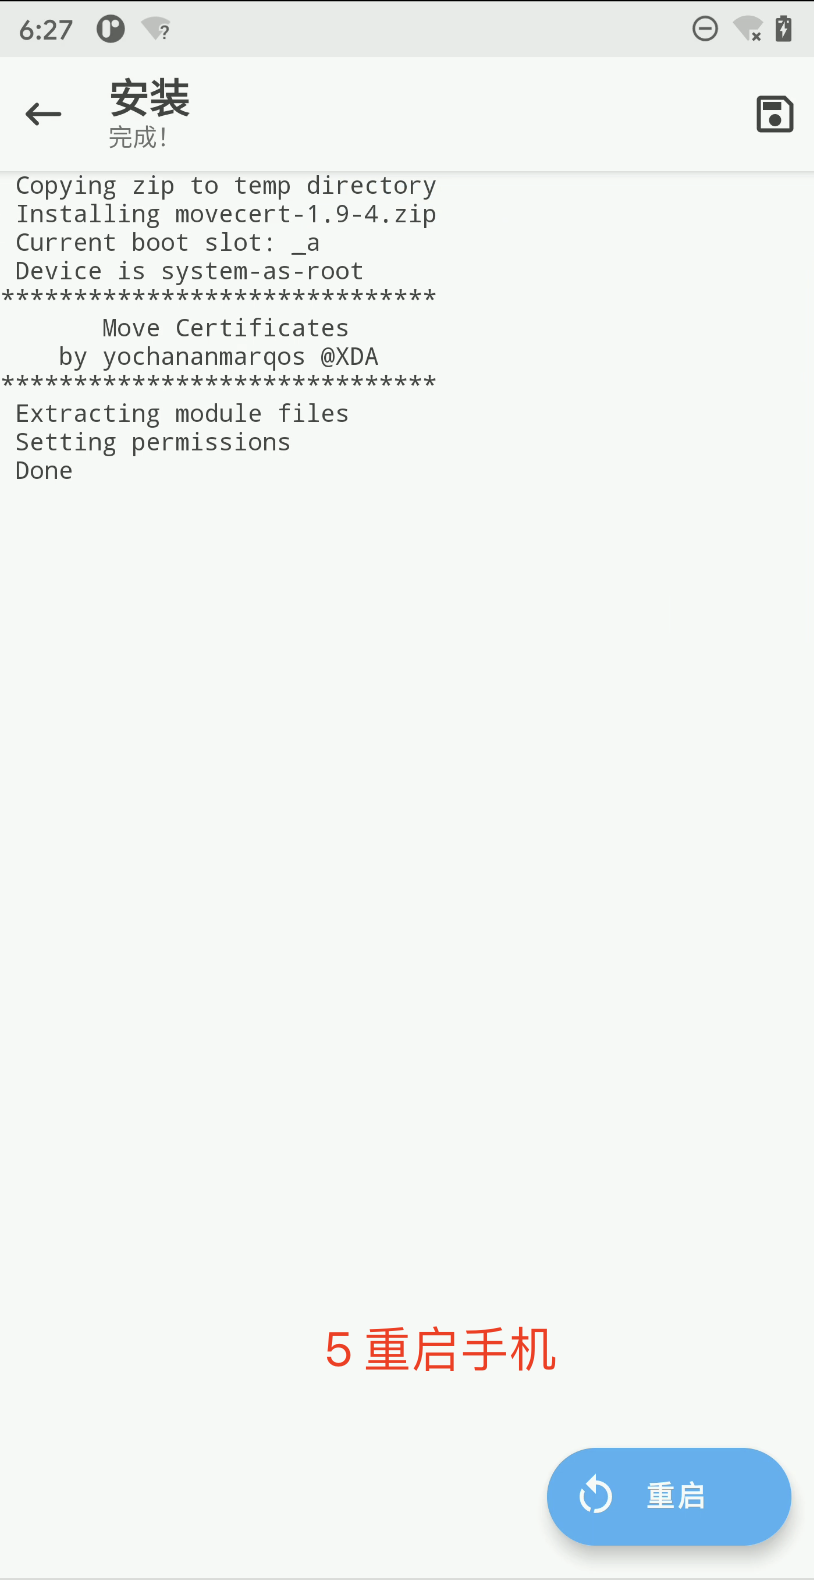 6:27
安装
完成!
Copying zip to temp directory
Installing movecert-1.9-4.zip
Current boot slot: _a
Device is system-as-root
******************************
Move Certificates
by yochananmarqos @XDA
******************************
Extracting module files
Setting permissions
Done
5 重启手机
重启